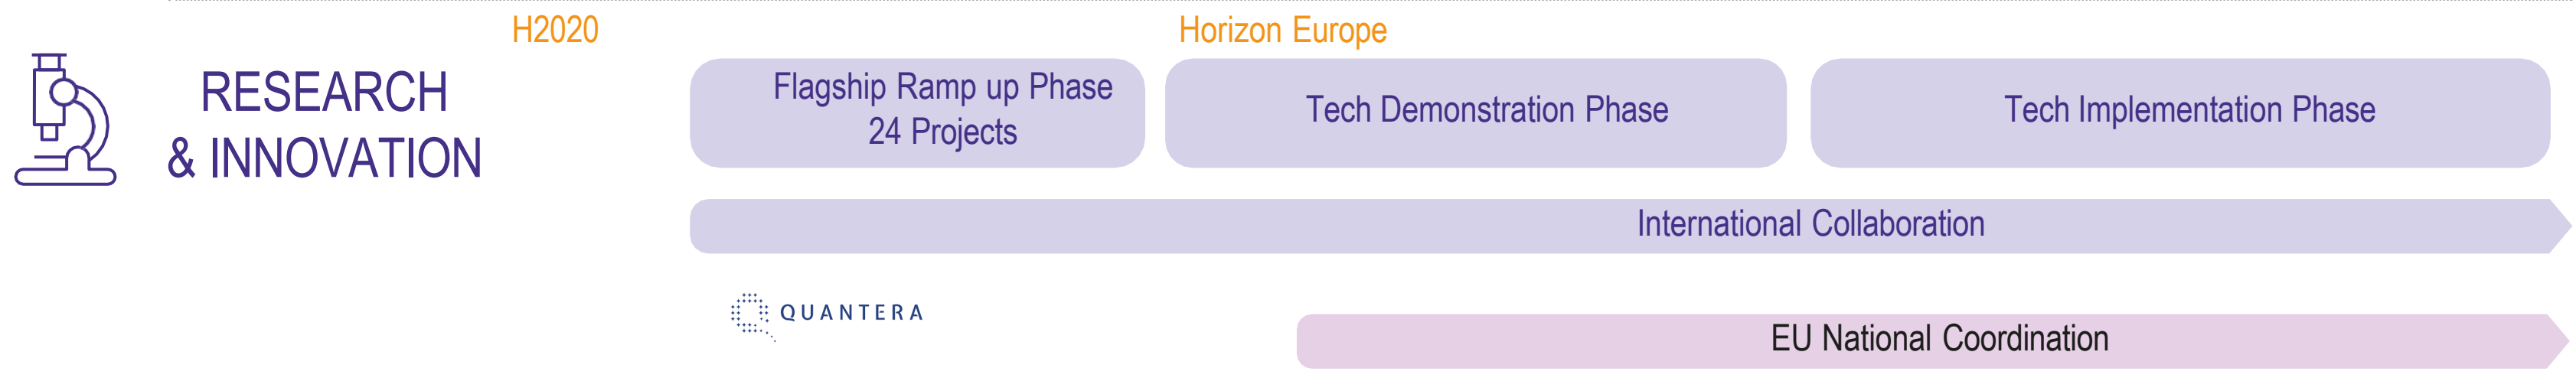 H2020
Horizon Europe
RESEARCH
& INNOVATION
Flagship Ramp up Phase
24 Projects
Tech Demonstration Phase
Tech Implementation Phase
International Collaboration
QUANTERA
EU National Coordination